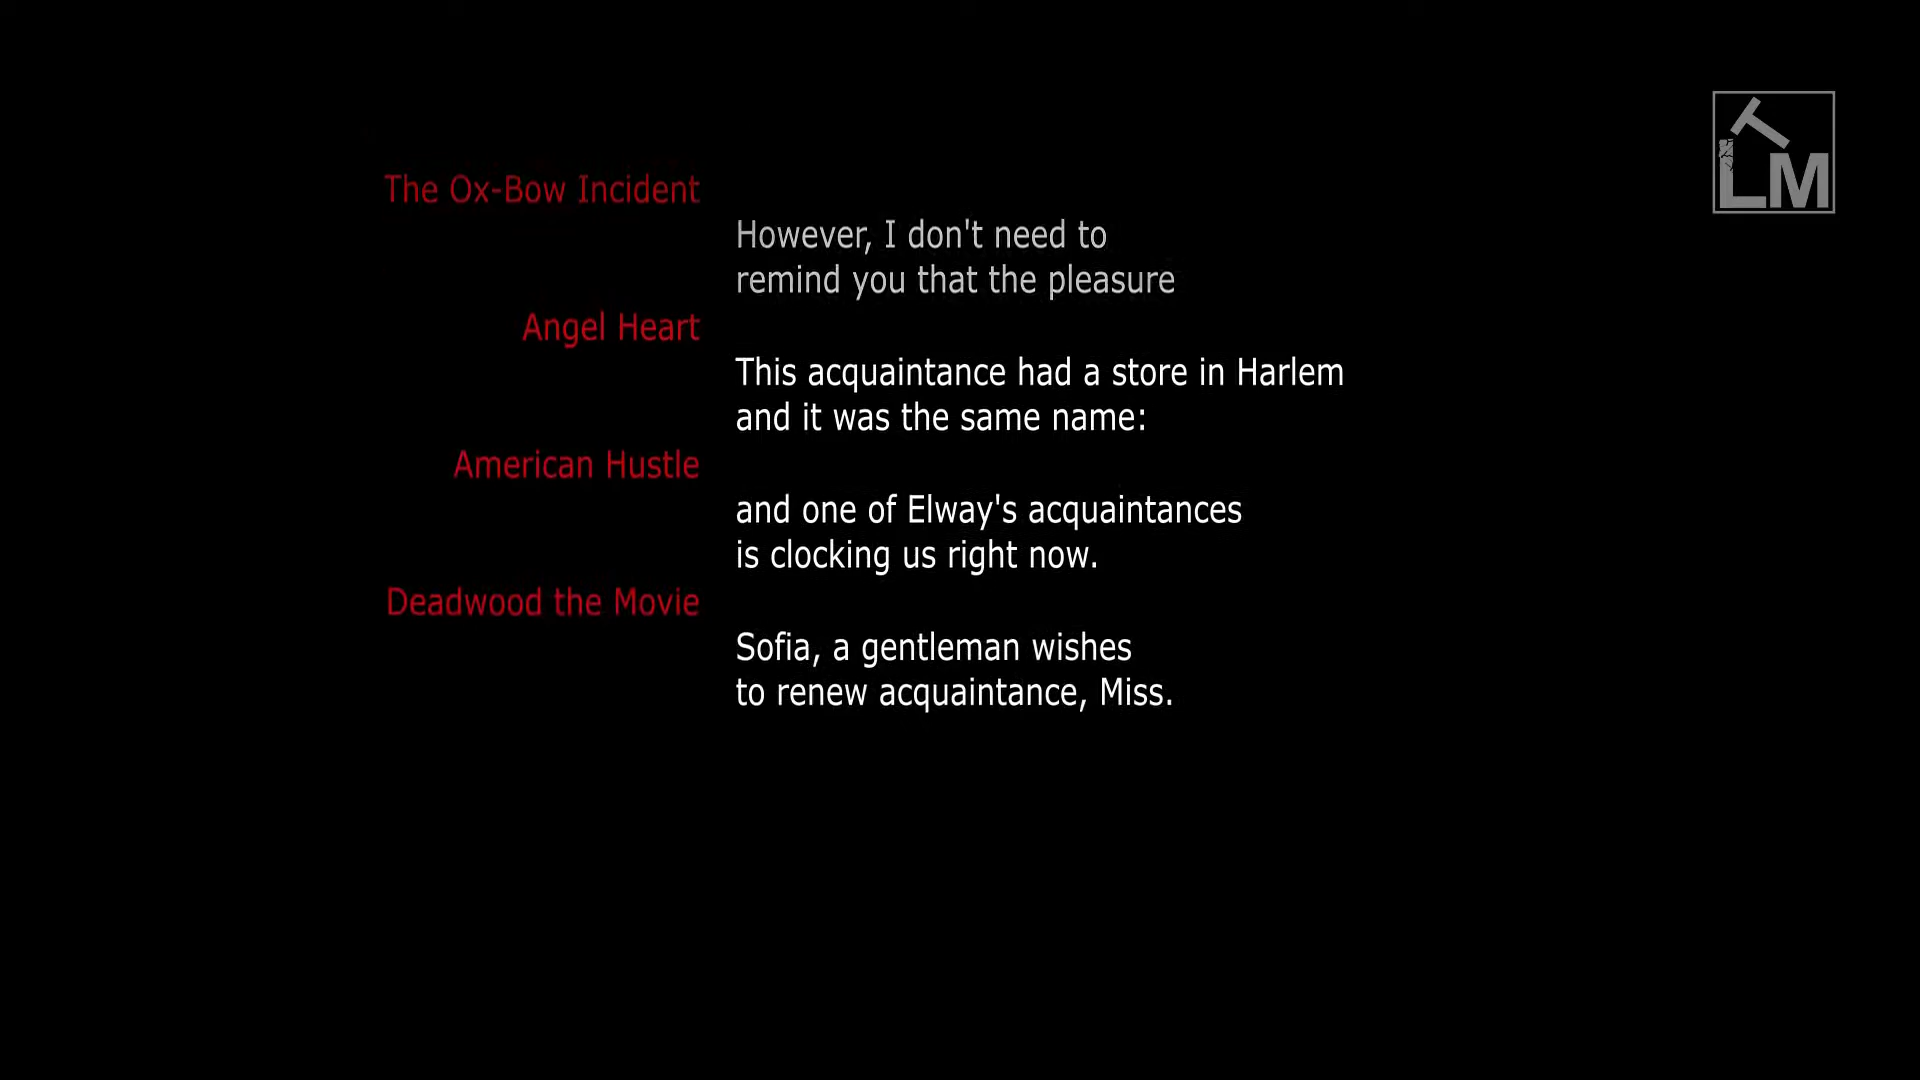 The Ox-Bow Incident
However, I don't need to
remind you that the pleasure
Angel Heart
This acquaintance had a store in Harlem
and it was the same name:
American Hustle
and one of Elway's acquaintances
is clocking us right now.
Deadwood the Movie
Sofia, a gentleman wishes
to renew acquaintance, Miss.
TLM